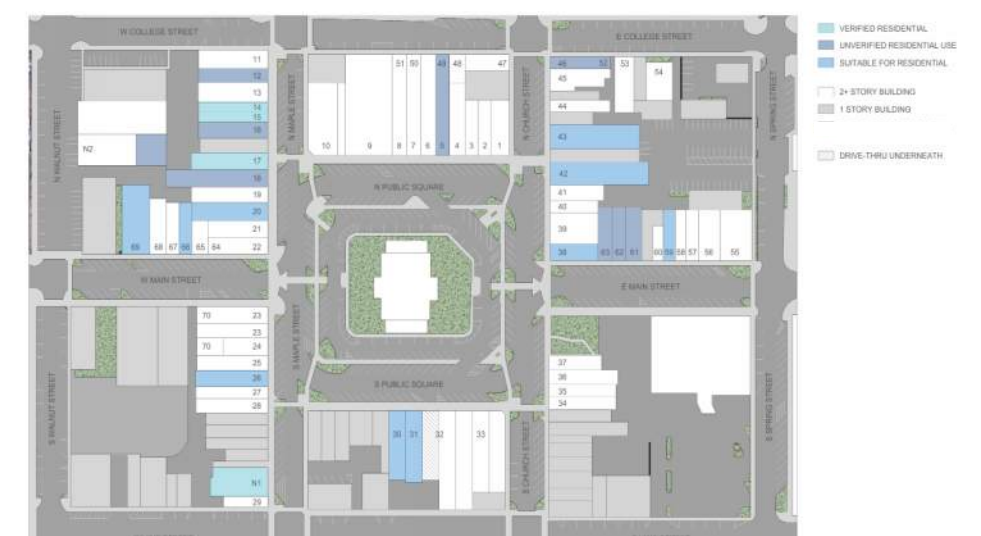 W COLLEGE STREET
E COLLEGE STREET
N WALNUT STREET
N MAPLE STREET
N CHURCH STREET
N SPRING STREET
VERIFIED RESIDENTIAL
UNVERIFIED RESIDENTIAL USE
SUITABLE FOR RESIDENTIAL
2+ STORY BUILDING
1 STORY BUILDING
DRIVE-THRU UNDERNEATH
11
12
13
14
15
16
17
18
19
20
21
22
N2
69 68 67 66 65 64
51 50 49 48 47
10 9 8 7 6 5 4 3 2 1
46 52 53
45
54
44
43
42
41
40
39
38
63 62 61 60 59 58 57 56 55
N PUBLIC SQUARE
W MAIN STREET
E MAIN STREET
S PUBLIC SQUARE
S WALNUT STREET
S MAPLE STREET
S CHURCH STREET
S SPRING STREET
70 23
23
70 24
25
26
27
28
N1
29
30 31 32 33
37
36
35
34